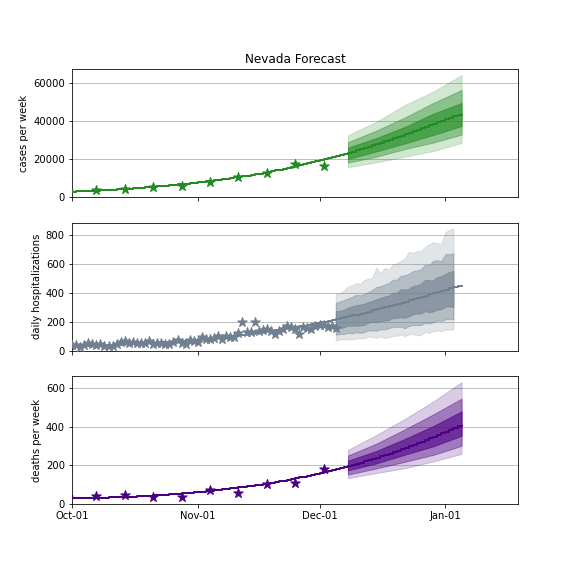 Nevada Forecast
cases per week
60000
40000
20000
0
daily hospitalizations
800
600
400
200
0
deaths per week
600
400
200
0
Oct-01 Nov-01 Dec-01 Jan-01